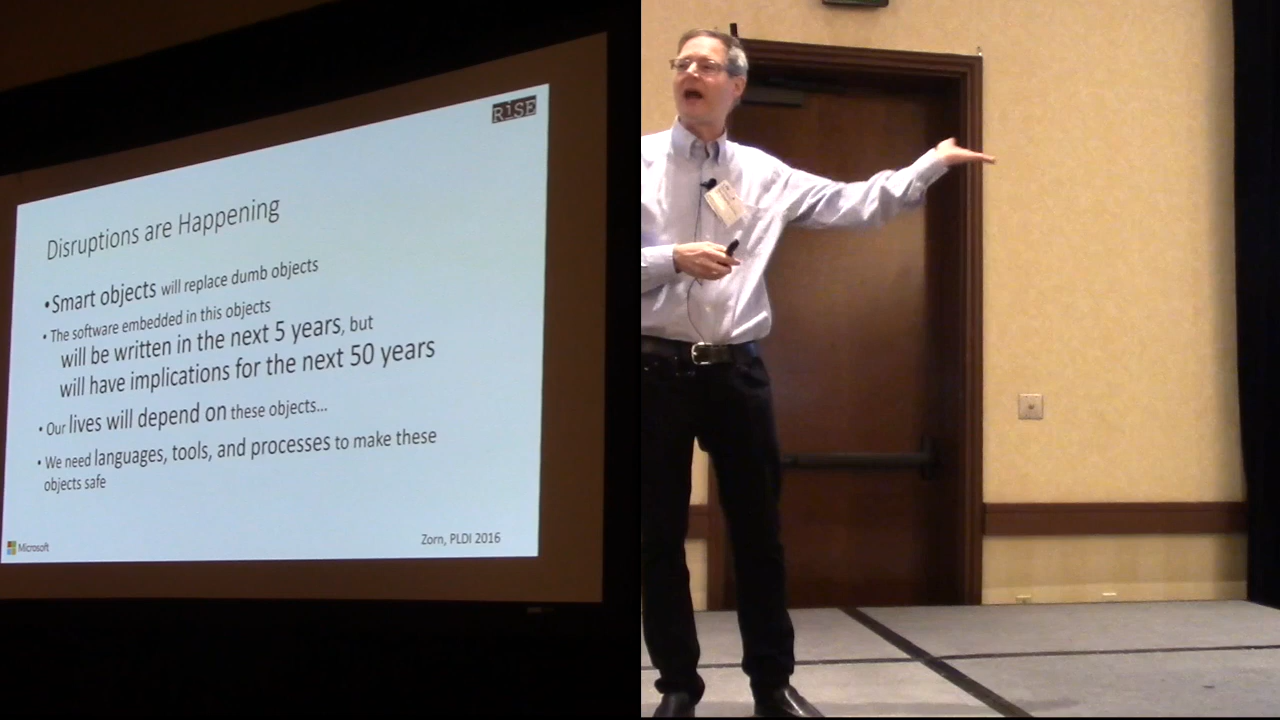 RiSE
Disruptions are Happening
•Smart objects will replace dumb objects
• The software embedded in this objects
will be written in the next 5 years, but
will have implications for the next 50 years
• Our lives will depend on these objects...
• We need languages, tools, and processes to make these
objects safe
Microsoft
Zorn, PLDI 2016